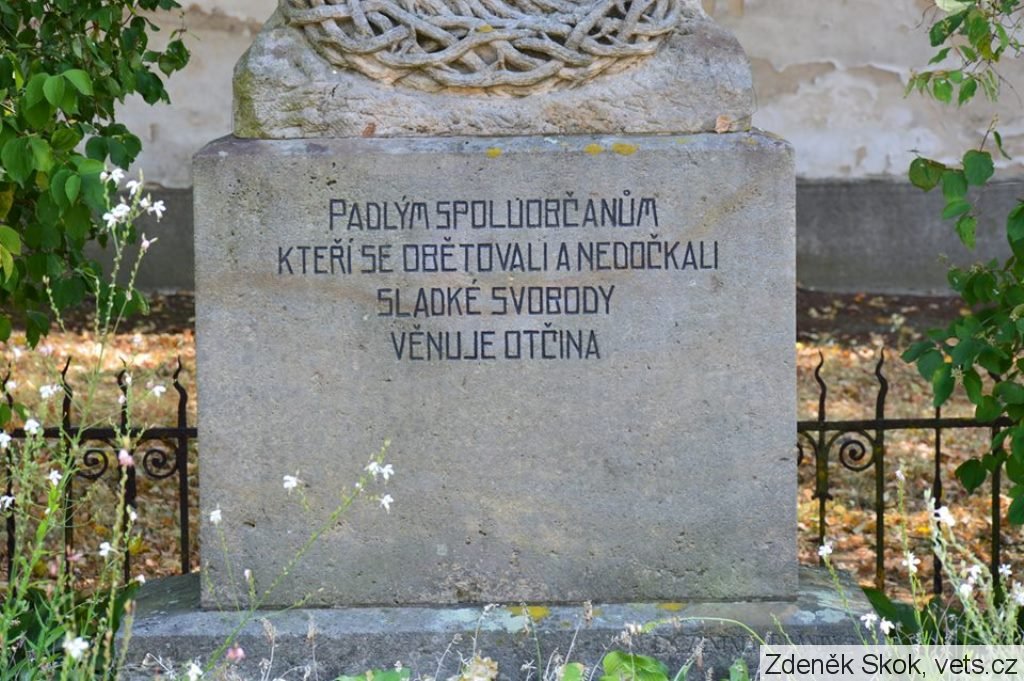 PADLÝM SPOLUOBČANŮM
KTEŘÍ SE OBĚTOVALI A NEDOČKALI
SLADKÉ SVOBODY
VĚNUJE OTČINA
Zdeněk Skok, vets.cz